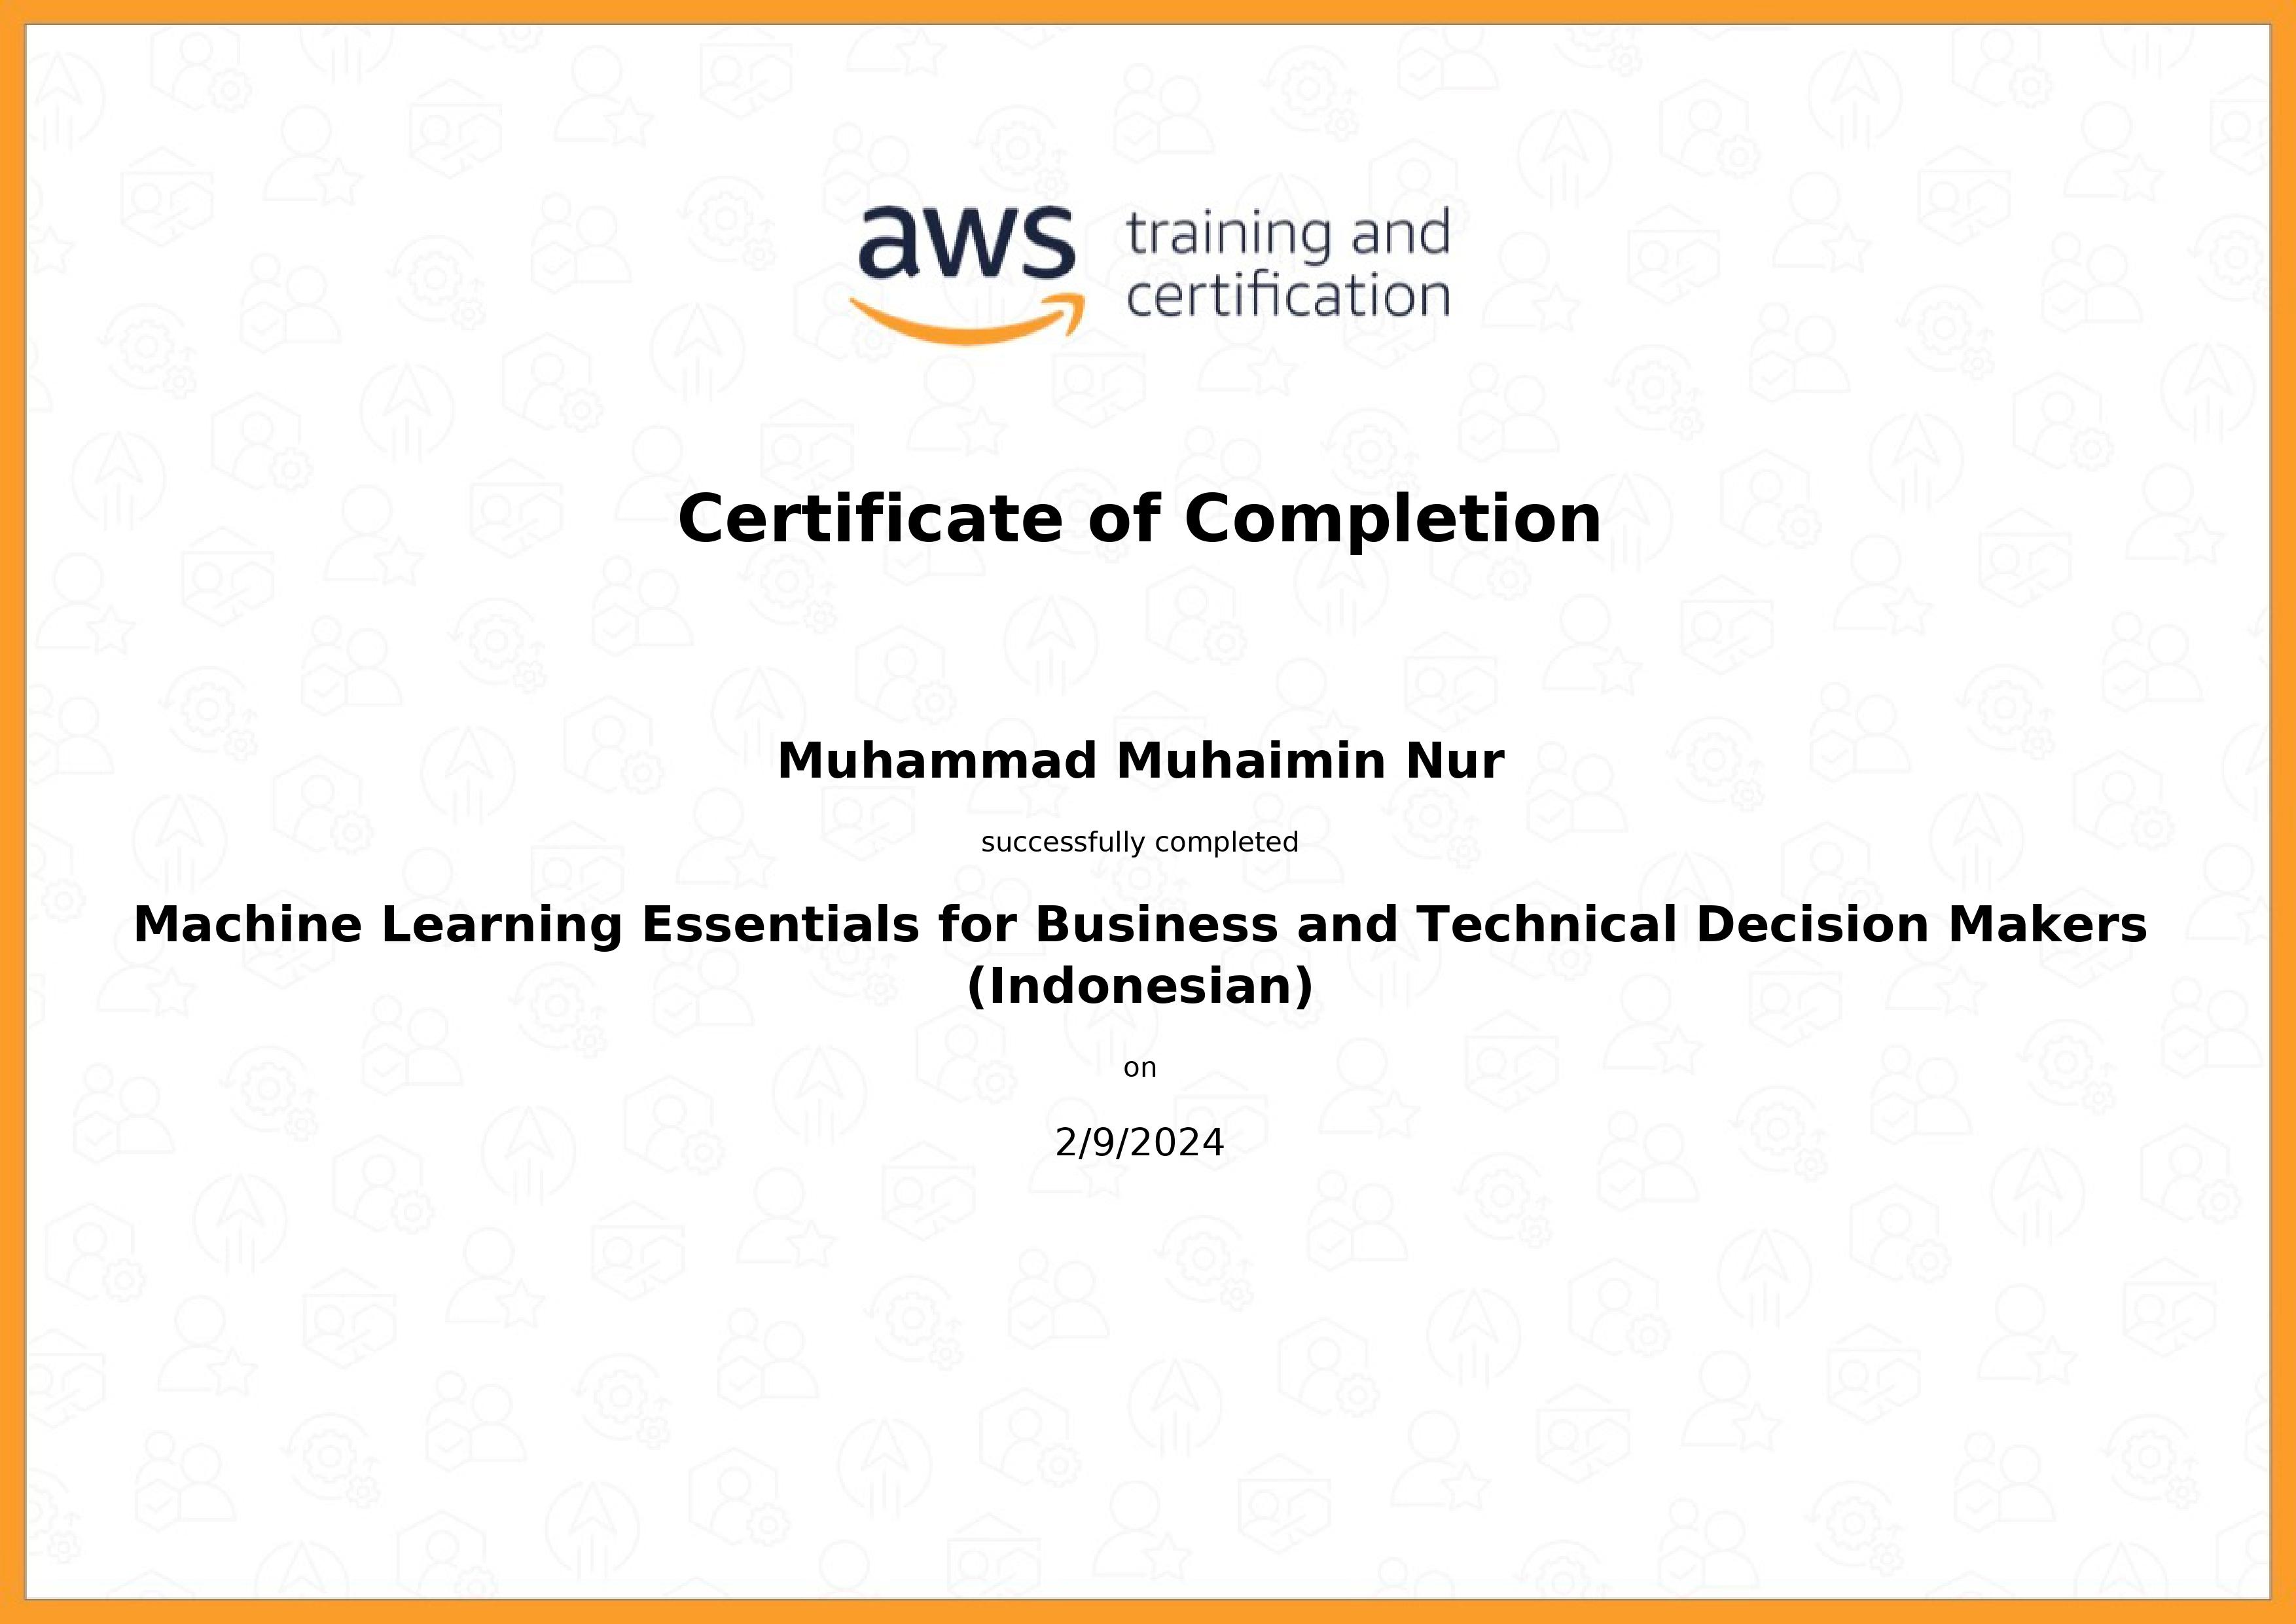 aws
training and
certification
Certificate of Completion
Muhammad Muhaimin Nur
successfully completed
Machine Learning Essentials for Business and Technical Decision Makers
(Indonesian)
on
2/9/2024